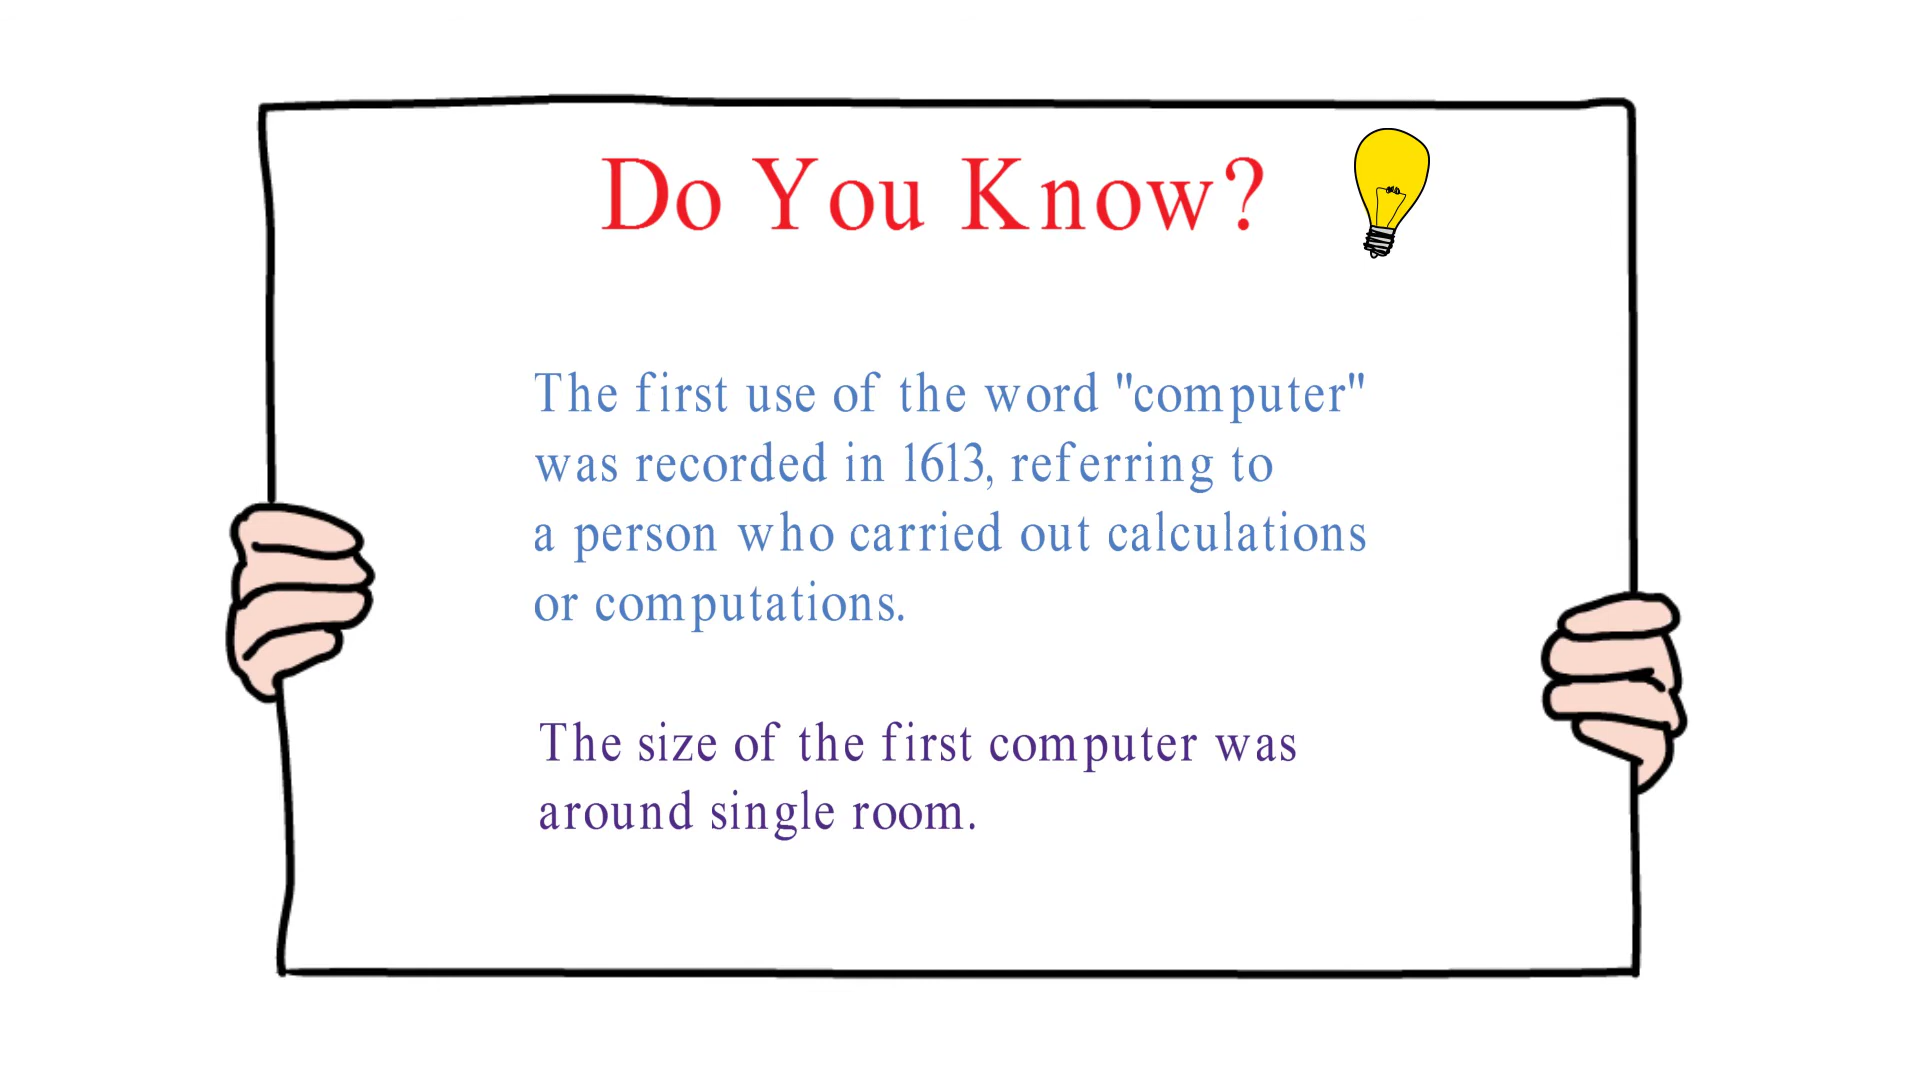 Do You Know?
The first use of the word "computer"
was recorded in 1613, referring to
a person who carried out calculations
or computations.
The size of the first computer was
around single room.